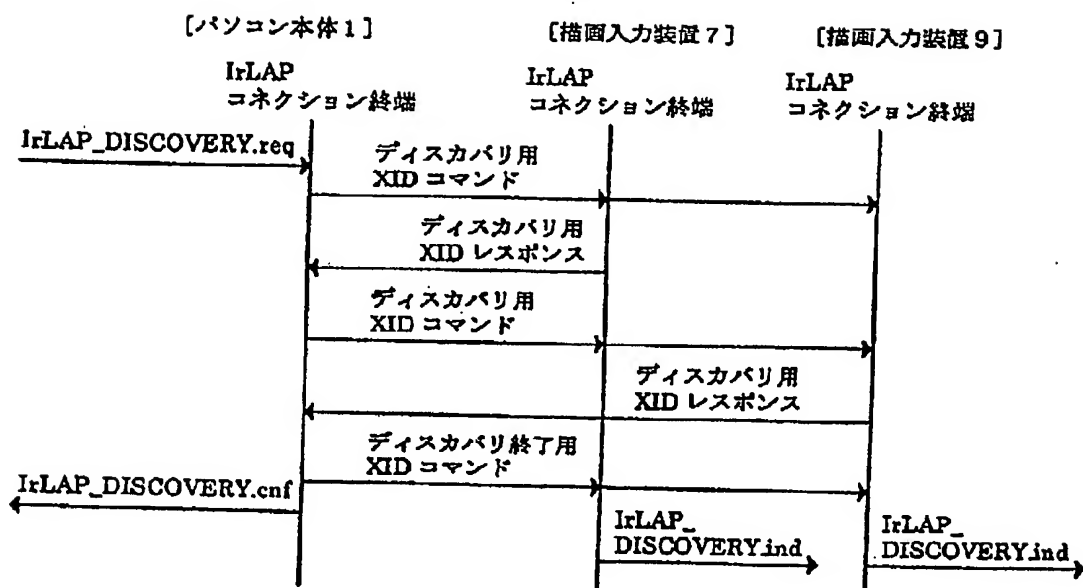 ［パソコン本体１］
［描画入力装置７］
［描画入力装置９］
IrLAP
コネクション終端
IrLAP
コネクション終端
IrLAP
コネクション終端
IrLAP_DISCOVERY.req
ディスカバリ用
XID コマンド
ディスカバリ用
XID レスポンス
ディスカバリ用
XID コマンド
ディスカバリ用
XID レスポンス
ディスカバリ終了用
XID コマンド
IrLAP_DISCOVERY.cnf
IrLAP_
DISCOVERY.ind
IrLAP_
DISCOVERY.ind